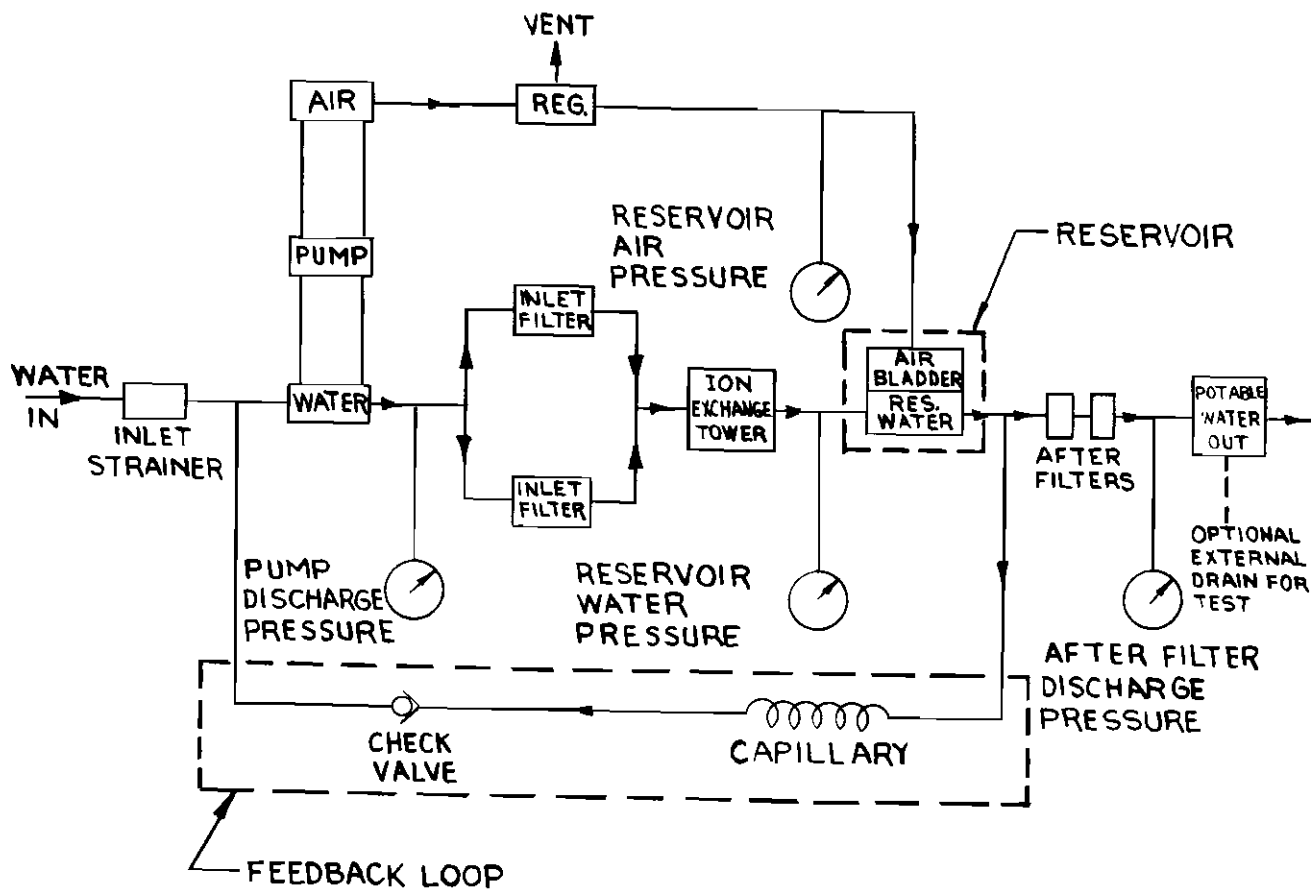 VENT
AIR
REG.
RESERVOIR
AIR
PRESSURE
RESERVOIR
PUMP
INLET
FILTER
WATER
IN
INLET
STRAINER
WATER
ION
EXCHANGE
TOWER
AIR
BLADDER
RES.
WATER
AFTER
FILTERS
POTABLE
WATER
OUT
INLET
FILTER
PUMP
DISCHARGE
PRESSURE
RESERVOIR
WATER
PRESSURE
OPTIONAL
EXTERNAL
DRAIN FOR
TEST
AFTER FILTER
DISCHARGE
PRESSURE
CHECK
VALVE
CAPILLARY
FEEDBACK LOOP